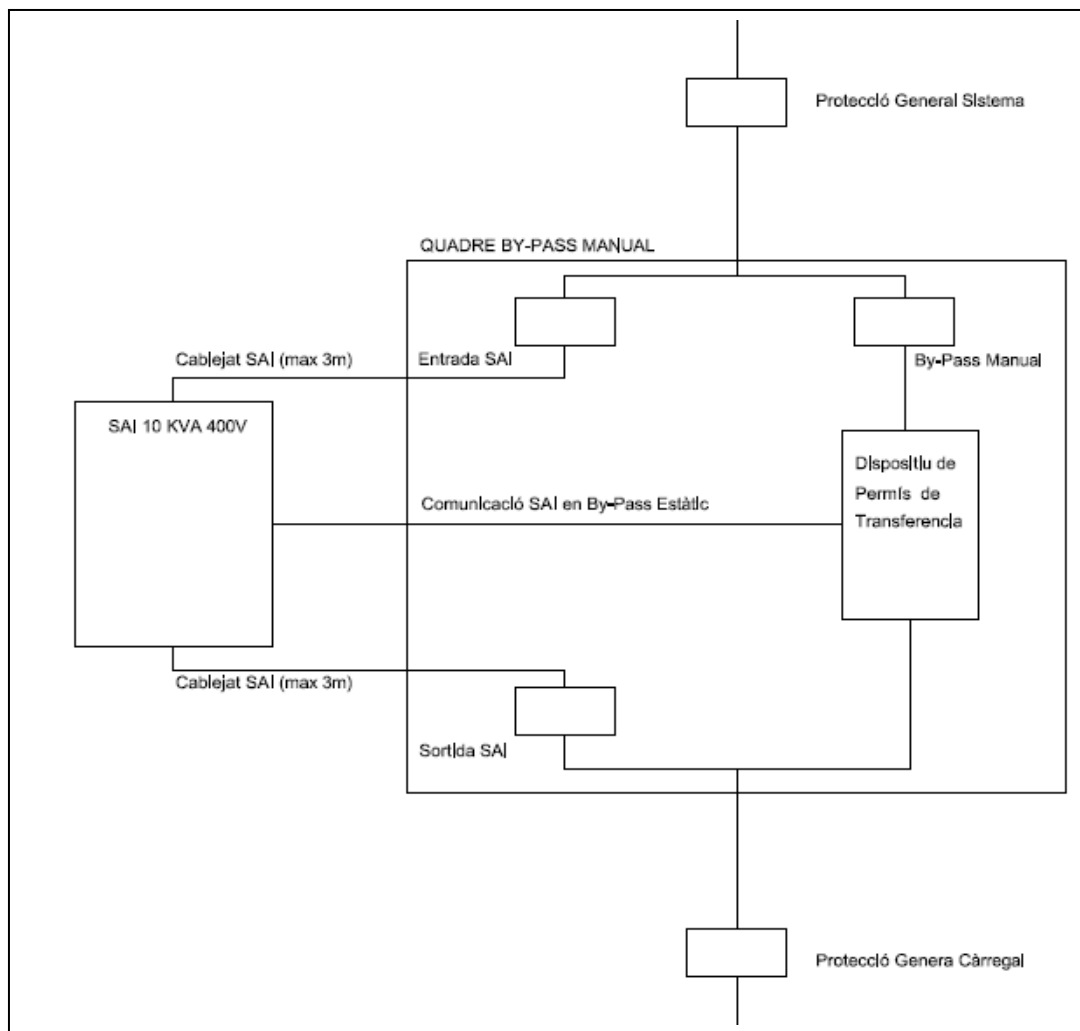 Protecció General Sistema
QUADRE BY-PASS MANUAL
Cablejat SAI (max 3m)
Entrada SAI
By-Pass Manual
SAI 10 KVA 400V
Dispositiu de
Permís de
Transferencia
Comunicació SAI en By-Pass Estàtic
Cablejat SAI (max 3m)
Sortida SAI
Protecció Genera Càrregal